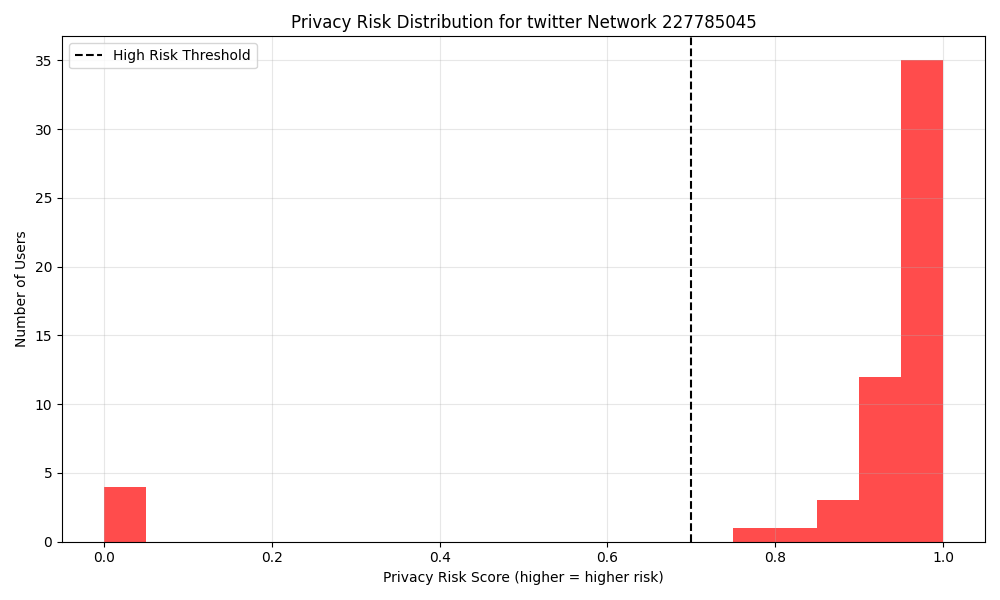 Privacy Risk Distribution for twitter Network 227785045
High Risk Threshold
Number of Users
35
30
25
20
15
10
5
0
0.0 0.2 0.4 0.6 0.8 1.0
Privacy Risk Score (higher = higher risk)